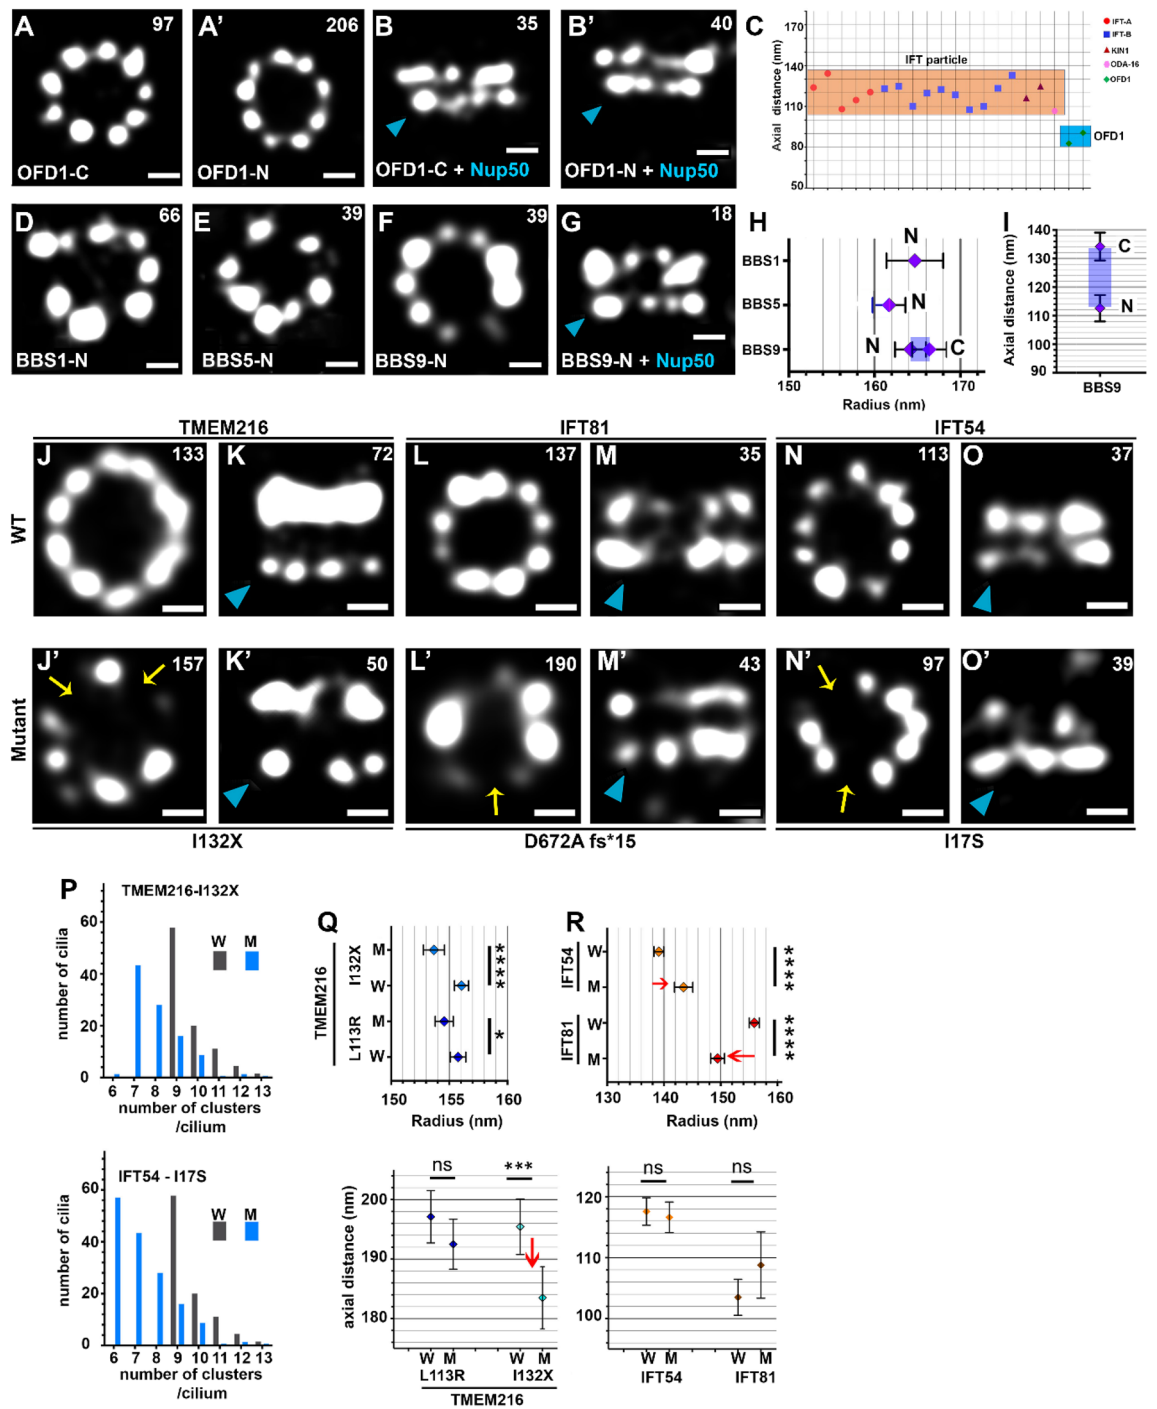 A 97
OFD1-C
A’ 206
OFD1-N
B 35
OFD1-C + Nup50
B’ 40
OFD1-N + Nup50
C
Axial distance (nm)
170
140
110
80
50
IFT particle
OFD1
IFT-A
IFT-B
KIN1
ODA-16
OFD1
D 66
BBS1-N
E 39
BBS5-N
F 39
BBS9-N
G 18
BBS9-N + Nup50
H
BBS1
BBS5
BBS9
N
N
N C
150 160 170
Radius (nm)
I
Axial distance (nm)
140
130
120
110
100
90
C
N
BBS9
TMEM216 IFT81 IFT54
WT
J 133
K 72
L 137
M 35
N 113
O 37
Mutant
J’ 157
K’ 50
L’ 190
M’ 43
N’ 97
O’ 39
I132X D672A fs*15 I17S
P
TMEM216-I132X
W M
number of cilia
60
40
20
0
6 7 8 9 10 11 12 13
number of clusters
/cilium
IFT54 - I17S
W M
number of cilia
60
40
20
0
6 7 8 9 10 11 12 13
number of clusters
/cilium
Q
TMEM216
I132X
L113R
M
W
M
W
****
*
150 155 160
Radius (nm)
R
IFT54
IFT81
W
M
W
M
****
****
130 140 150 160
Radius (nm)
axial distance (nm)
200
190
180
ns ***
W M W M
L113R I132X
TMEM216
120
110
100
ns ns
W M W M
IFT54 IFT81